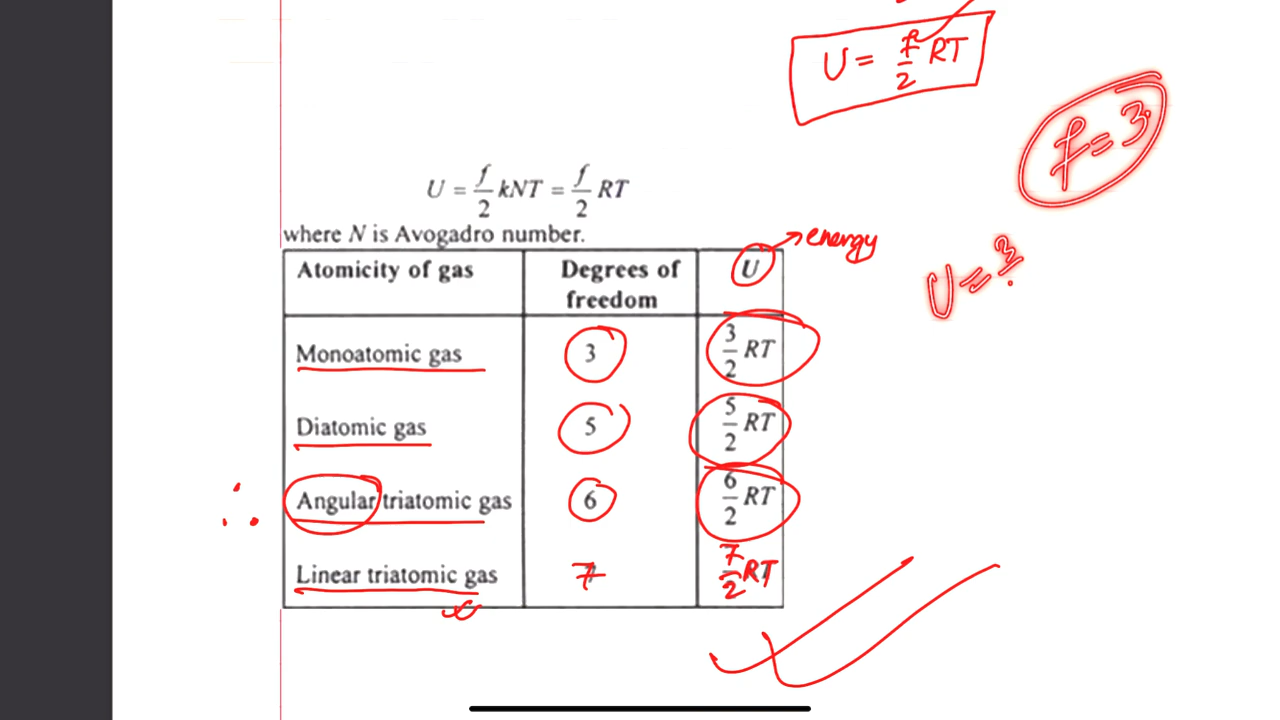 U = f/2 RT
f = 3
U = f/2 kNT = f/2 RT
where N is Avogadro number.
energy
Atomicity of gas Degrees of freedom U
U = 3
Monoatomic gas 3 3/2 RT
Diatomic gas 5 5/2 RT
∴ Angular triatomic gas 6 6/2 RT
Linear triatomic gas 7 7/2 RT